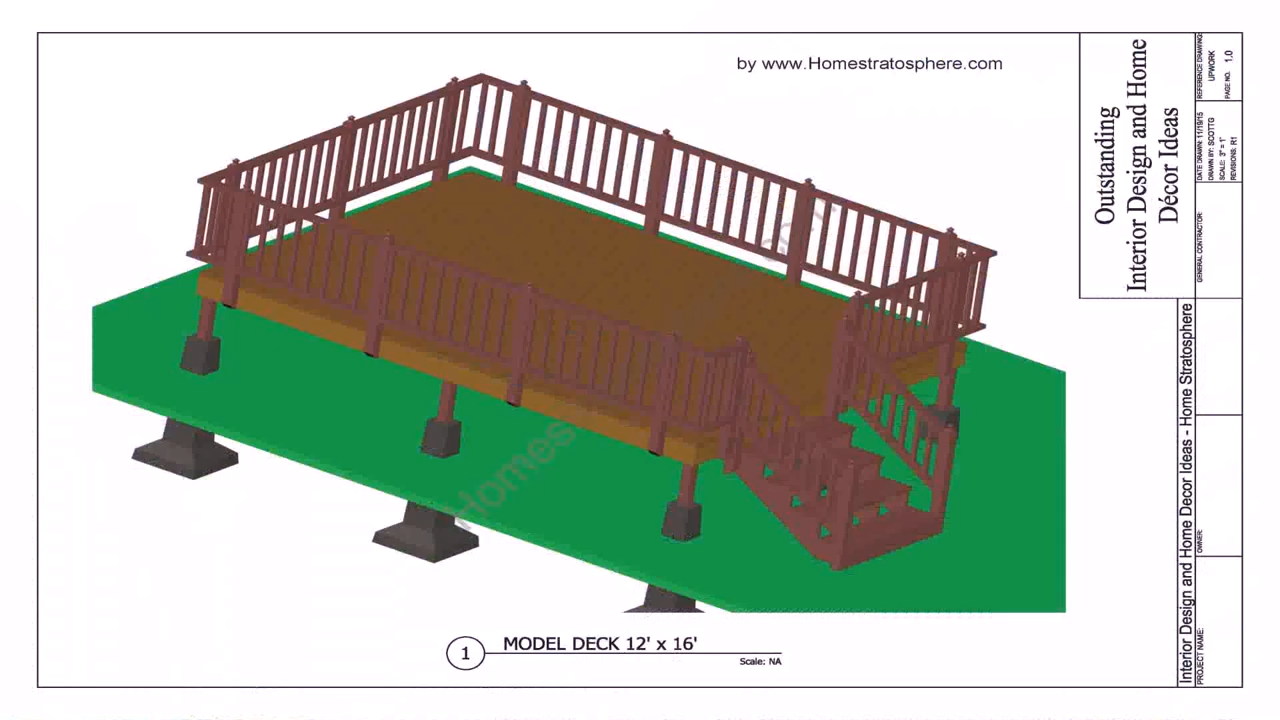 by www.Homestratosphere.com
Outstanding
Interior Design and Home
Décor Ideas
REFERENCE DRAWING:
UPWORK
PAGE NO. 1.0
DATE DRAWN: 11/19/15
DRAWN BY: SCOTTG
SCALE: 3" = 1'
REVISIONS: R1
GENERAL CONTRACTOR:
Interior Design and Home Decor Ideas - Home Stratosphere
OWNER:
PROJECT NAME:
Homes
1 MODEL DECK 12' x 16'
Scale: NA